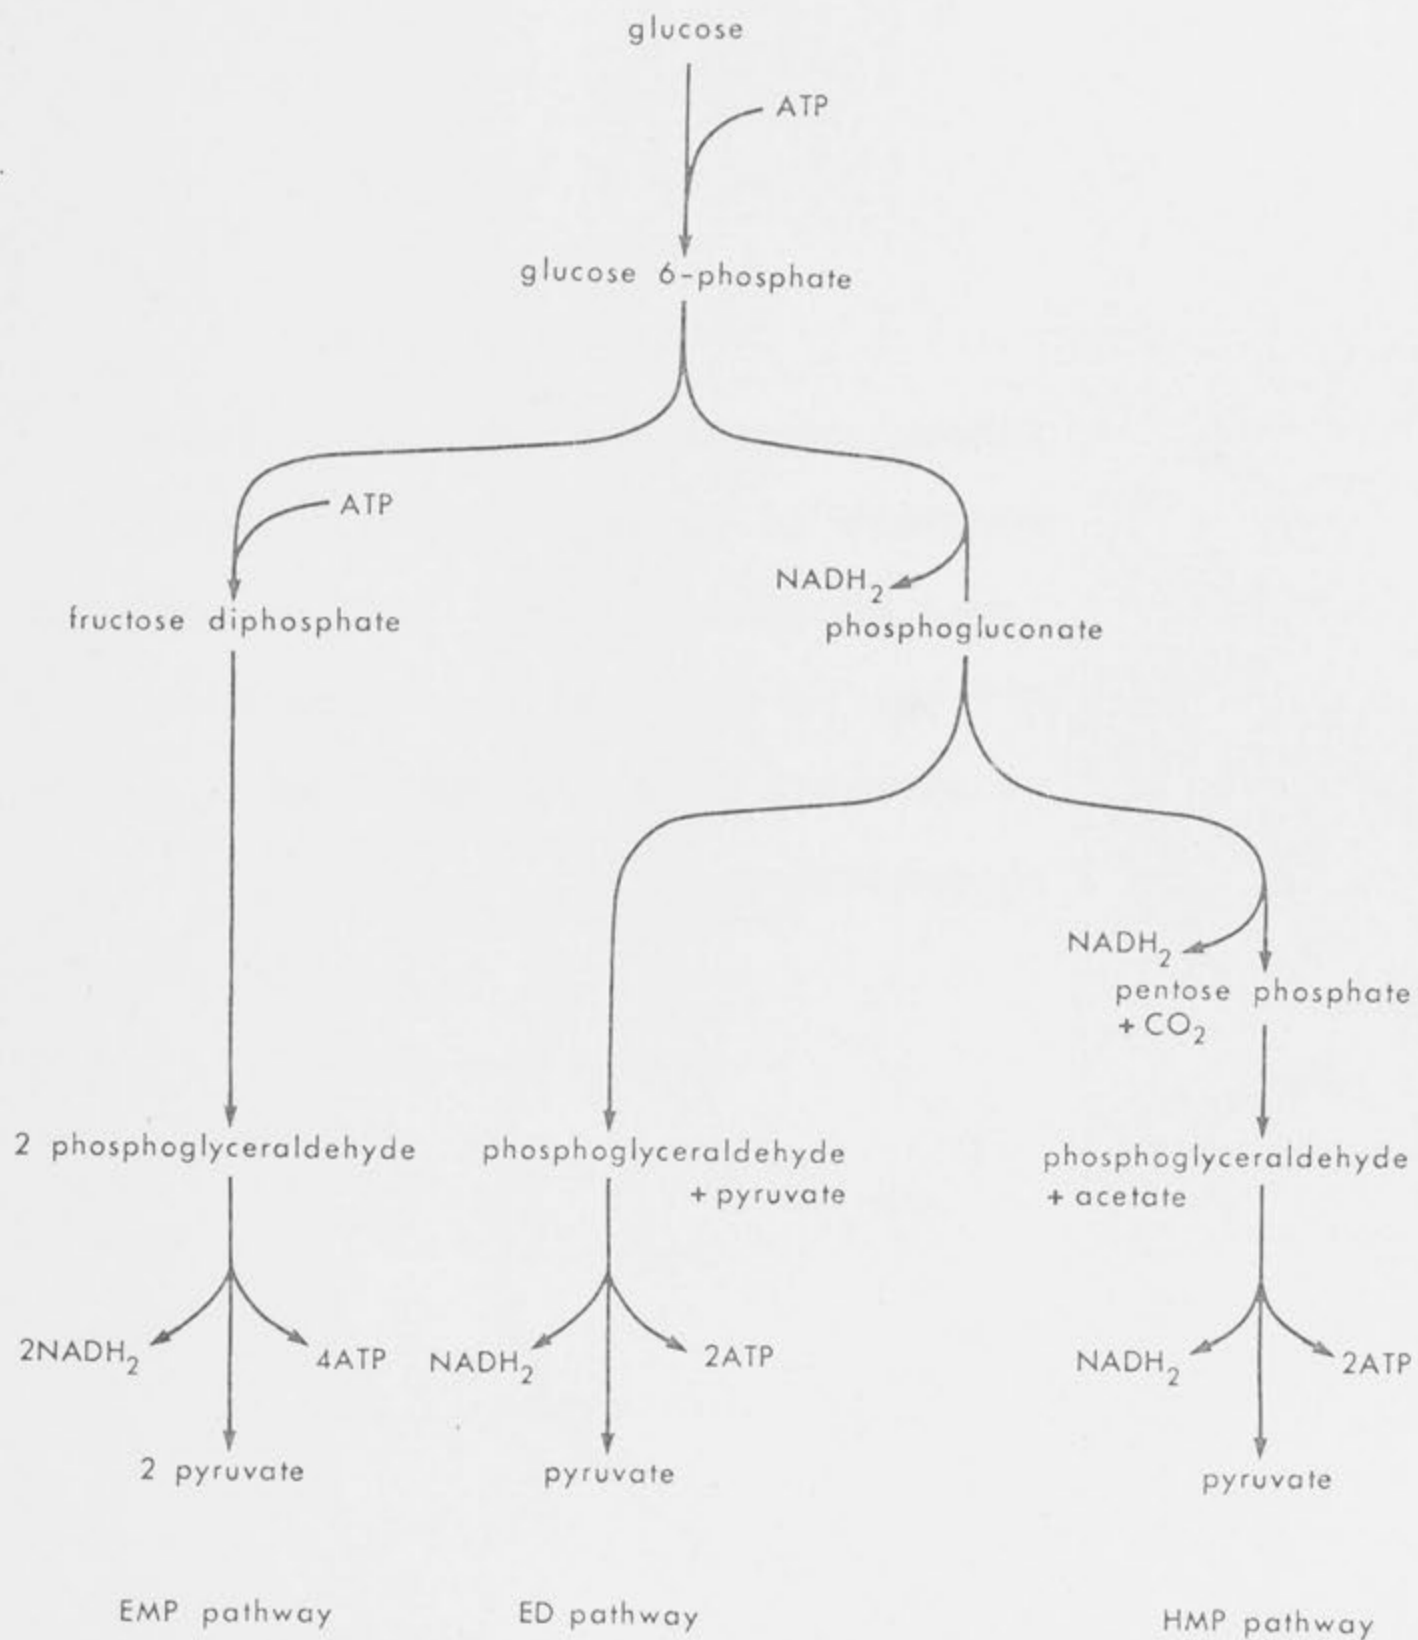 glucose
ATP
glucose 6-phosphate
ATP
NADH₂
fructose diphosphate
phosphogluconate
NADH₂
pentose phosphate
+ CO₂
2 phosphoglyceraldehyde
phosphoglyceraldehyde
+ pyruvate
phosphoglyceraldehyde
+ acetate
2NADH₂
4ATP
NADH₂
2ATP
NADH₂
2ATP
2 pyruvate
pyruvate
pyruvate
EMP pathway
ED pathway
HMP pathway